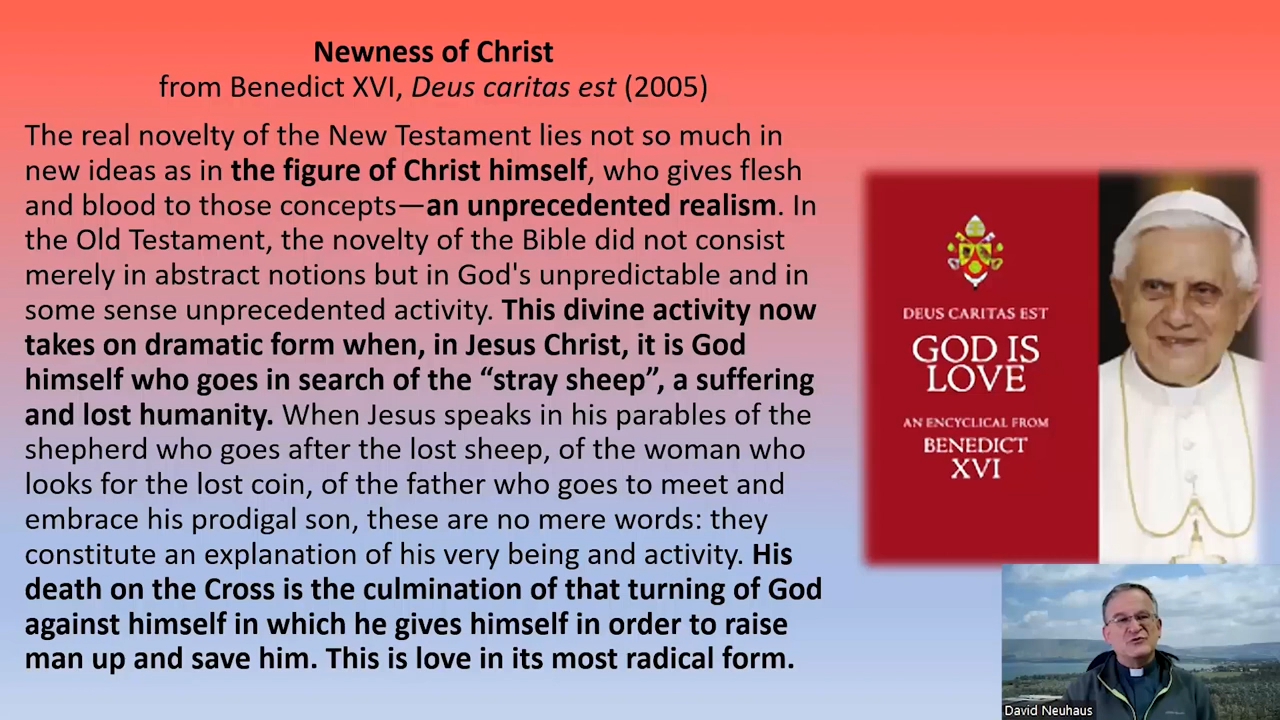 Newness of Christ
from Benedict XVI, Deus caritas est (2005)
The real novelty of the New Testament lies not so much in
new ideas as in the figure of Christ himself, who gives flesh
and blood to those concepts—an unprecedented realism. In
the Old Testament, the novelty of the Bible did not consist
merely in abstract notions but in God's unpredictable and in
some sense unprecedented activity. This divine activity now
takes on dramatic form when, in Jesus Christ, it is God
himself who goes in search of the “stray sheep”, a suffering
and lost humanity. When Jesus speaks in his parables of the
shepherd who goes after the lost sheep, of the woman who
looks for the lost coin, of the father who goes to meet and
embrace his prodigal son, these are no mere words: they
constitute an explanation of his very being and activity. His
death on the Cross is the culmination of that turning of God
against himself in which he gives himself in order to raise
man up and save him. This is love in its most radical form.
DEUS CARITAS EST
GOD IS
LOVE
AN ENCYCLICAL FROM
BENEDICT
XVI
David Neuhaus